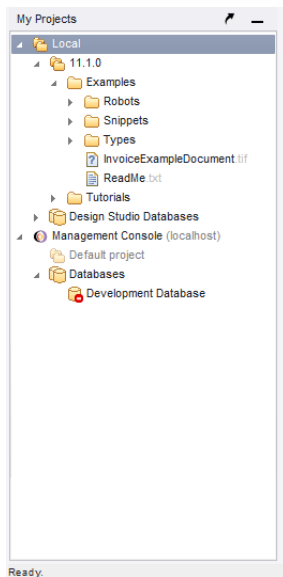 My Projects
Local
11.1.0
Examples
Robots
Snippets
Types
InvoiceExampleDocument.tif
ReadMe.txt
Tutorials
Design Studio Databases
Management Console (localhost)
Default project
Databases
Development Database
Ready.